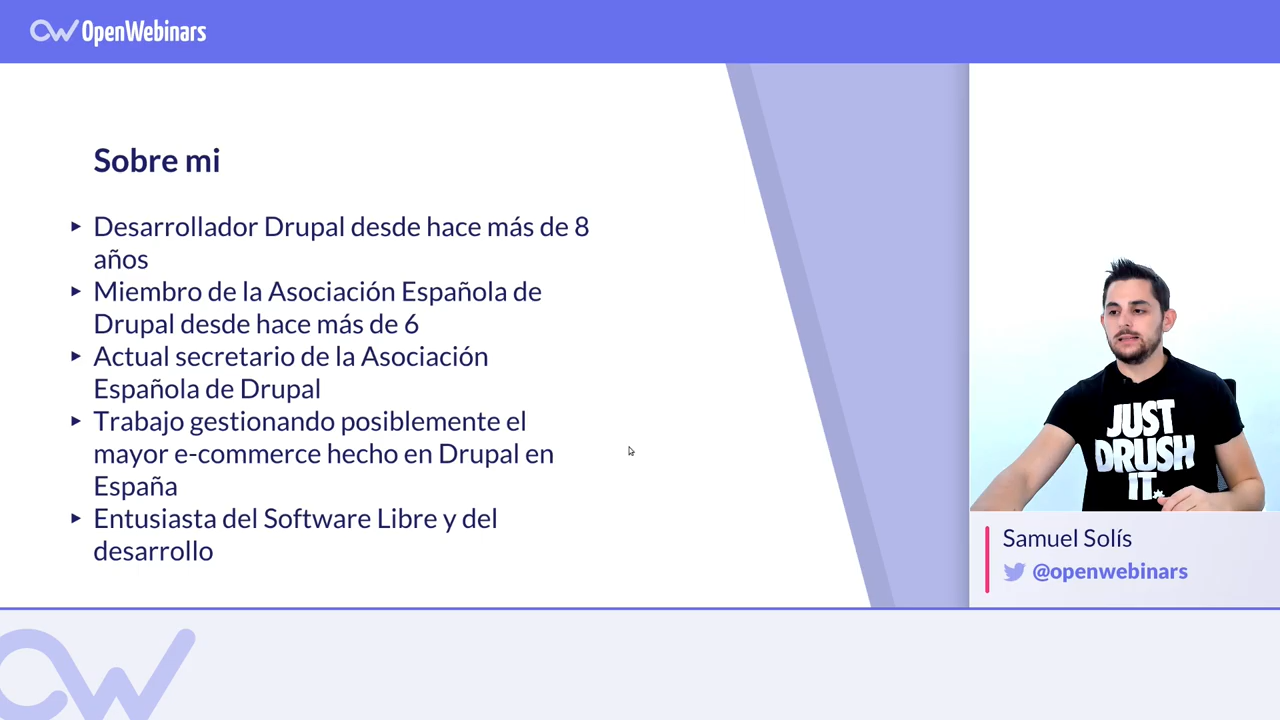 OpenWebinars
Sobre mi
‣ Desarrollador Drupal desde hace más de 8
años
‣ Miembro de la Asociación Española de
Drupal desde hace más de 6
‣ Actual secretario de la Asociación
Española de Drupal
‣ Trabajo gestionando posiblemente el
mayor e-commerce hecho en Drupal en
España
‣ Entusiasta del Software Libre y del
desarrollo
JUST
DRUSH
IT.
Samuel Solís
@openwebinars